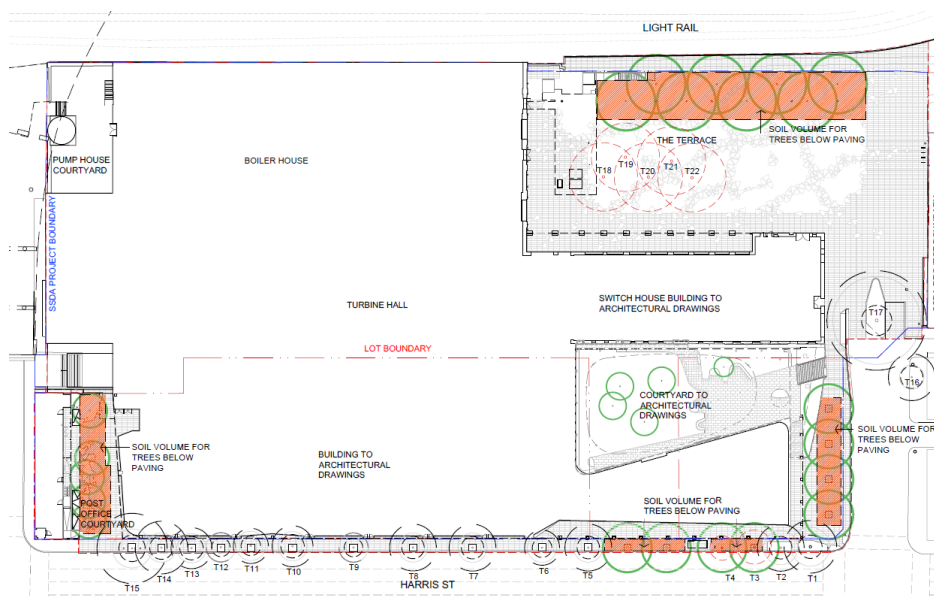 LIGHT RAIL
SOIL VOLUME FOR
TREES BELOW PAVING
THE TERRACE
BOILER HOUSE
PUMP HOUSE
COURTYARD
T18
T19
T20
T21
T22
SSDA PROJECT BOUNDARY
TURBINE HALL
SWITCH HOUSE BUILDING TO
ARCHITECTURAL DRAWINGS
T17
LOT BOUNDARY
T16
COURTYARD TO
ARCHITECTURAL
DRAWINGS
SOIL VOLUME FOR
TREES BELOW
PAVING
SOIL VOLUME FOR
TREES BELOW
PAVING
BUILDING TO
ARCHITECTURAL
DRAWINGS
POST
OFFICE
COURTYARD
SOIL VOLUME FOR
TREES BELOW PAVING
T15
T14
T13
T12
T11
T10
T9
T8
T7
T6
T5
T4
T3
T2
T1
HARRIS ST